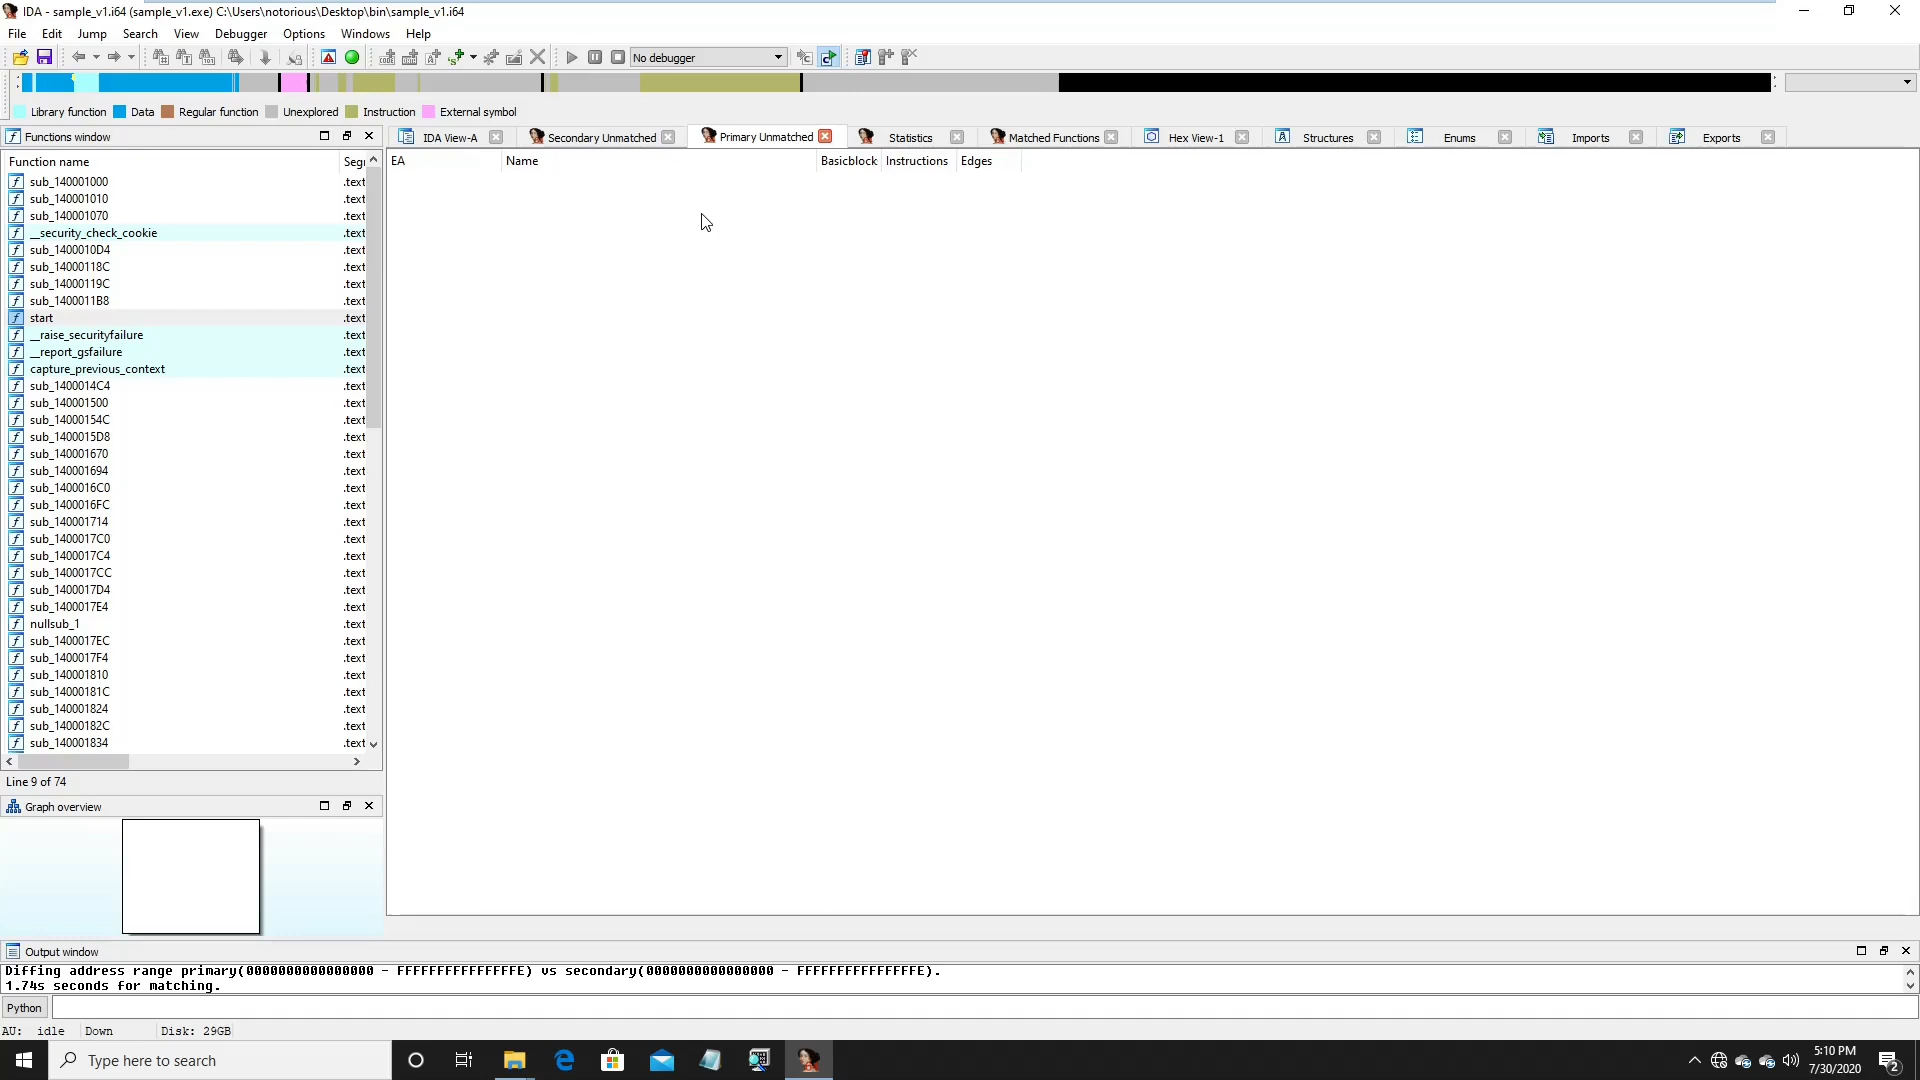 IDA - sample_v1.i64 (sample_v1.exe) C:\Users\notorious\Desktop\bin\sample_v1.i64
File Edit Jump Search View Debugger Options Windows Help
No debugger
Library function Data Regular function Unexplored Instruction External symbol
Functions window
IDA View-A Secondary Unmatched Primary Unmatched Statistics Matched Functions Hex View-1 Structures Enums Imports Exports
Function name Segr
EA Name Basicblock Instructions Edges
sub_140001000 .text
sub_140001010 .text
sub_140001070 .text
__security_check_cookie .text
sub_1400010D4 .text
sub_14000118C .text
sub_14000119C .text
sub_1400011B8 .text
start .text
__raise_securityfailure .text
__report_gsfailure .text
capture_previous_context .text
sub_1400014C4 .text
sub_140001500 .text
sub_14000154C .text
sub_1400015D8 .text
sub_140001670 .text
sub_140001694 .text
sub_1400016C0 .text
sub_1400016FC .text
sub_140001714 .text
sub_1400017C0 .text
sub_1400017C4 .text
sub_1400017CC .text
sub_1400017D4 .text
sub_1400017E4 .text
nullsub_1 .text
sub_1400017EC .text
sub_1400017F4 .text
sub_140001810 .text
sub_14000181C .text
sub_140001824 .text
sub_14000182C .text
sub_140001834 .text
Line 9 of 74
Graph overview
Output window
Diffing address range primary(0000000000000000 - FFFFFFFFFFFFFFFE) vs secondary(0000000000000000 - FFFFFFFFFFFFFFFE).
1.74s seconds for matching.
Python
AU: idle Down Disk: 29GB
Type here to search
5:10 PM
7/30/2020
2